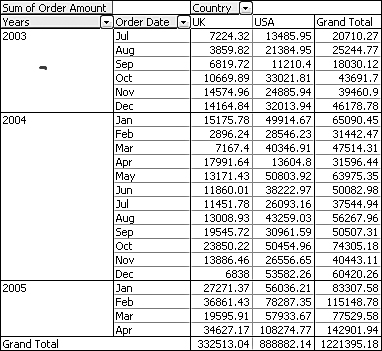 Sum of Order Amount Country
Years Order Date UK USA Grand Total
2003 Jul 7224.32 13485.95 20710.27
Aug 3859.82 21384.95 25244.77
Sep 6819.72 11210.4 18030.12
Oct 10669.89 33021.81 43691.7
Nov 14574.96 24885.94 39460.9
Dec 14164.84 32013.94 46178.78
2004 Jan 15175.78 49914.67 65090.45
Feb 2896.24 28546.23 31442.47
Mar 7167.4 40346.91 47514.31
Apr 17991.64 13604.8 31596.44
May 13171.43 50803.92 63975.35
Jun 11860.01 38222.97 50082.98
Jul 11451.78 26093.16 37544.94
Aug 13008.93 43259.03 56267.96
Sep 19545.72 30961.59 50507.31
Oct 23850.22 50454.96 74305.18
Nov 13886.46 26556.65 40443.11
Dec 6838 53582.26 60420.26
2005 Jan 27271.37 56036.21 83307.58
Feb 36861.43 78287.35 115148.78
Mar 19595.91 57933.67 77529.58
Apr 34627.17 108274.77 142901.94
Grand Total 332513.04 888882.14 1221395.18